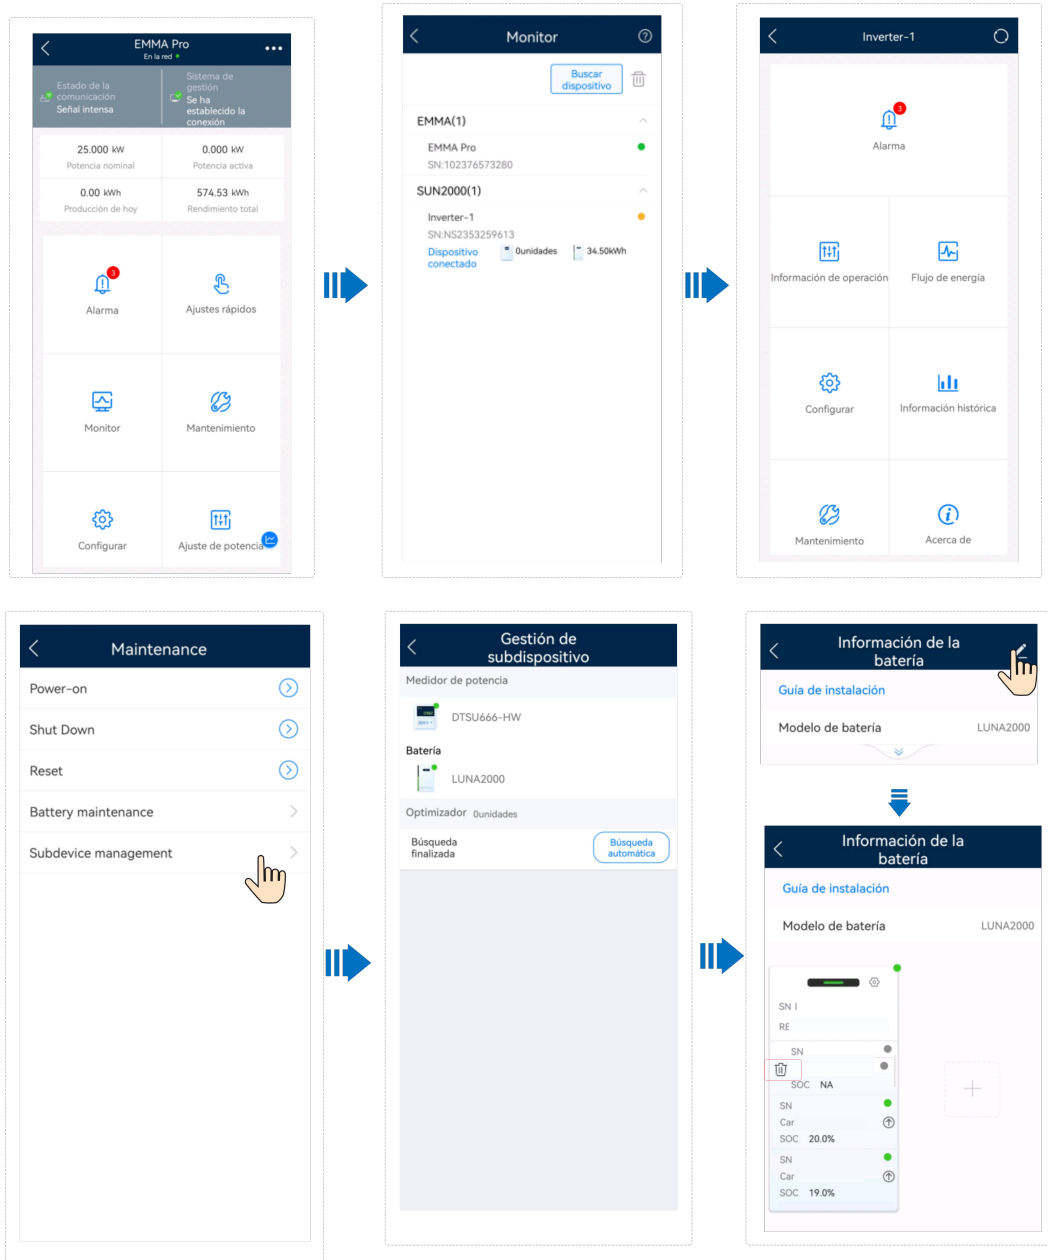 EMMA Pro
En la red
Estado de la
comunicación
Señal intensa
Sistema de
gestión
Se ha
establecido la
conexión
25.000 kW
Potencia nominal
0.000 kW
Potencia activa
0.00 kWh
Producción de hoy
574.53 kWh
Rendimiento total
3
Alarma
Ajustes rápidos
Monitor
Mantenimiento
Configurar
Ajuste de potencia
Monitor
Buscar
dispositivo
EMMA(1)
EMMA Pro
SN:102376573280
SUN2000(1)
Inverter-1
SN:NS2353259613
Dispositivo
conectado
0unidades
34.50kWh
Inverter-1
3
Alarma
Información de operación
Flujo de energía
Configurar
Información histórica
Mantenimiento
Acerca de
Maintenance
Power-on
Shut Down
Reset
Battery maintenance
Subdevice management
Gestión de
subdispositivo
Medidor de potencia
DTSU666-HW
Batería
LUNA2000
Optimizador 0unidades
Búsqueda
finalizada
Búsqueda
automática
Información de la
batería
Guía de instalación
Modelo de batería LUNA2000
Información de la
batería
Guía de instalación
Modelo de batería LUNA2000
SN
RE
SN
SOC NA
SN
Car
SOC 20.0%
SN
Car
SOC 19.0%